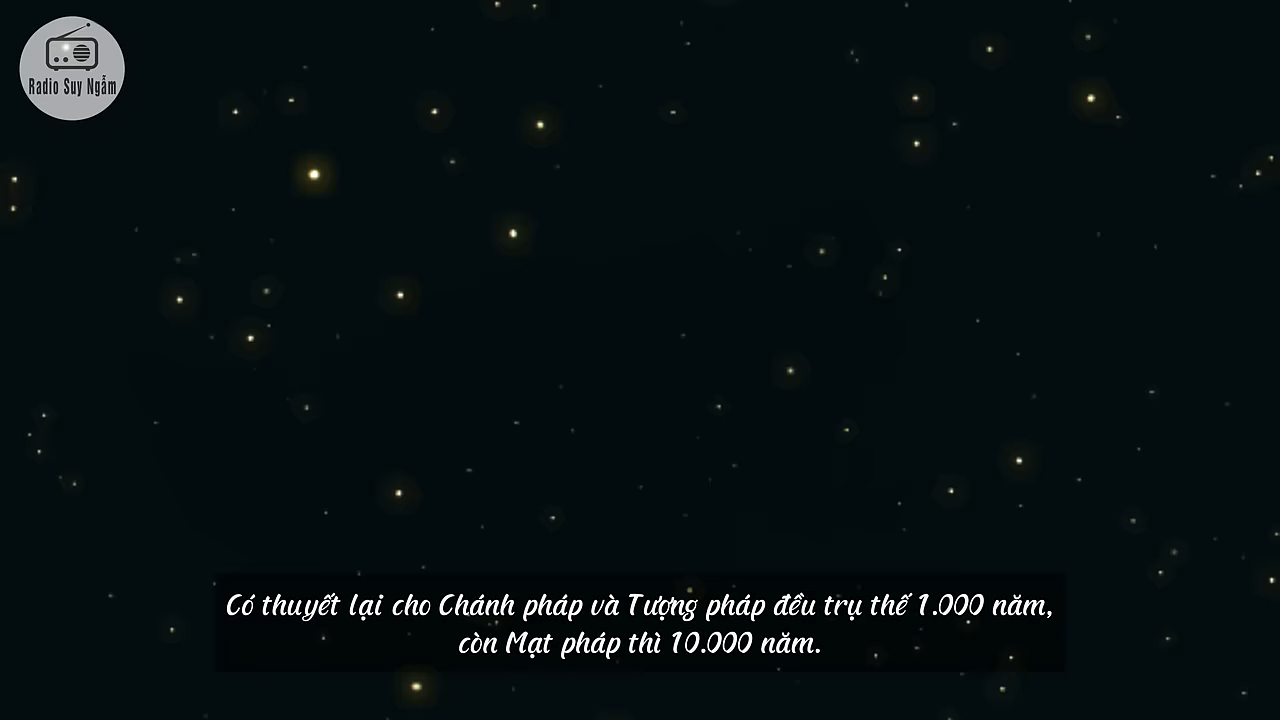 Radio Suy Ngẫm
Có thuyết lại cho Chánh pháp và Tượng pháp đều trụ thế 1.000 năm,
còn Mạt pháp thì 10.000 năm.